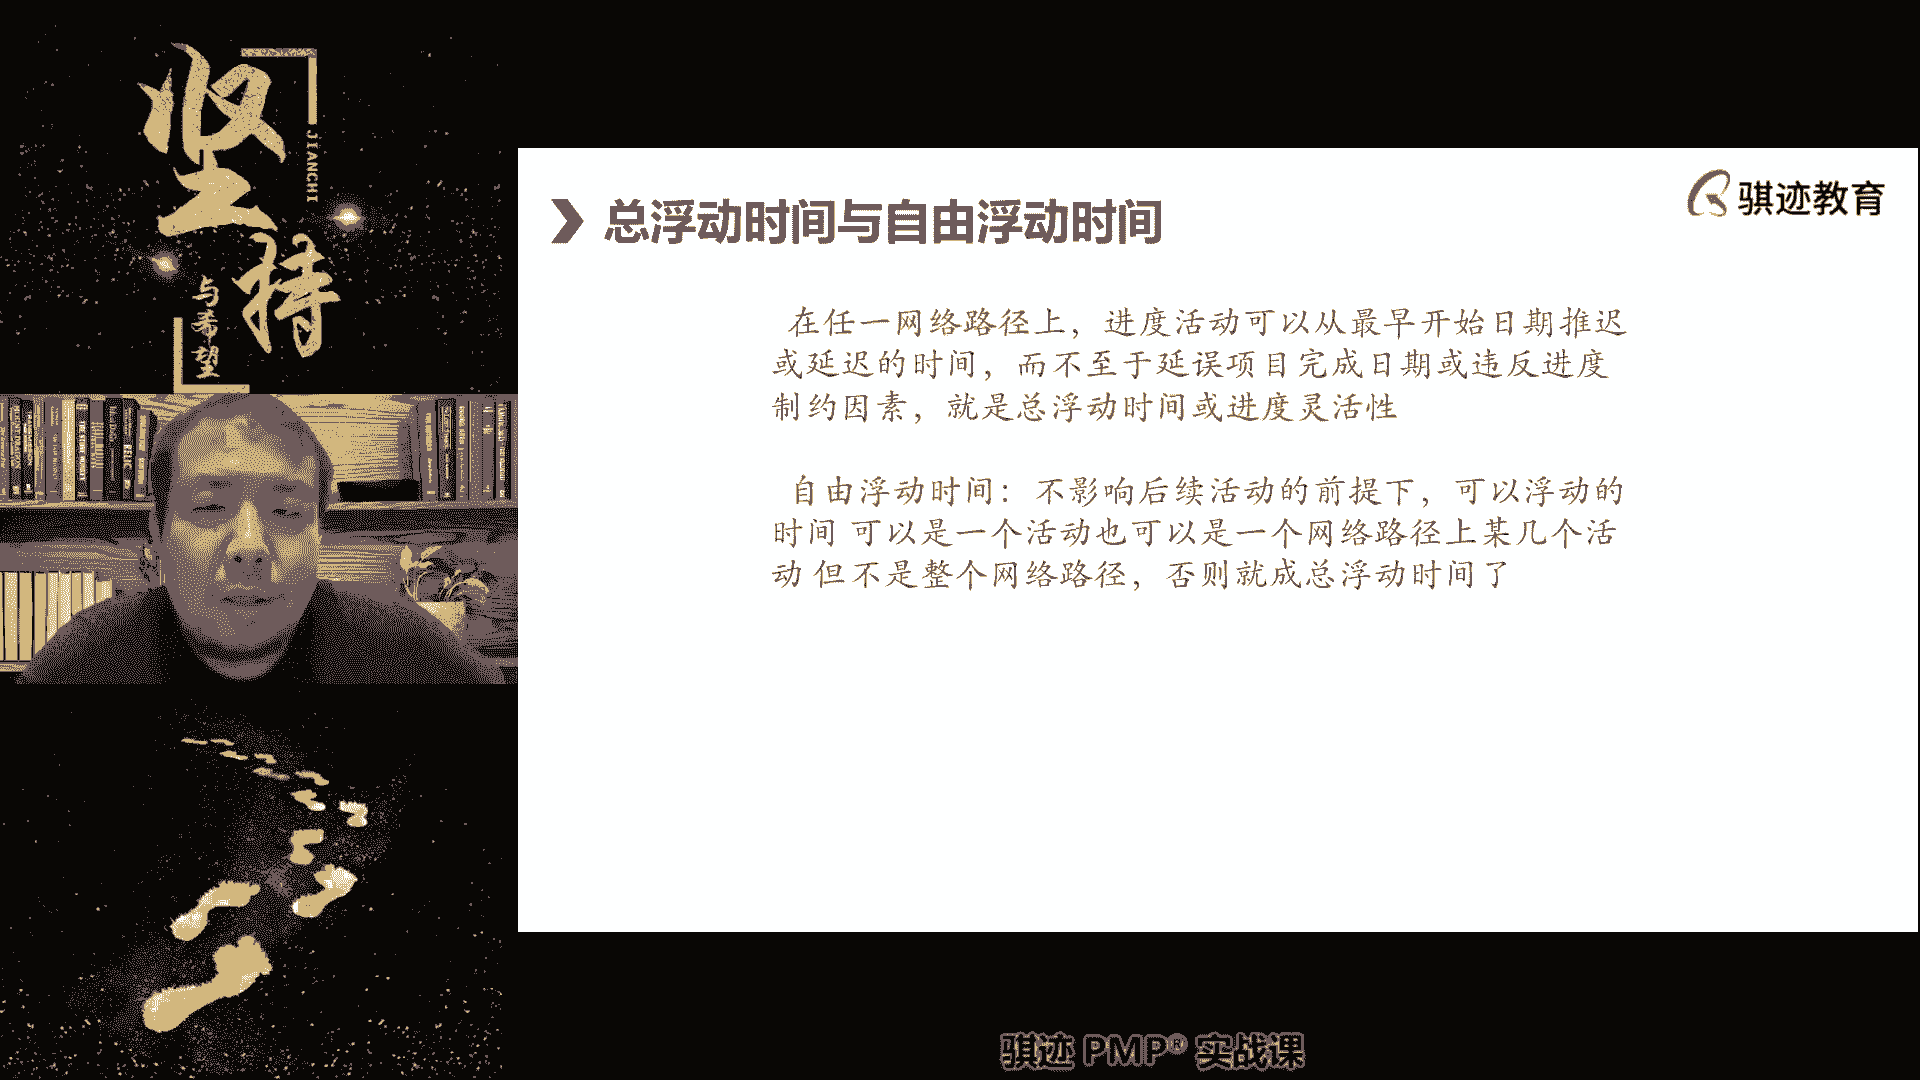 坚持
JIANCHI
与希望
骐迹教育
总浮动时间与自由浮动时间
在任一网络路径上，进度活动可以从最早开始日期推迟
或延迟的时间，而不至于延误项目完成日期或违反进度
制约因素，就是总浮动时间或进度灵活性
自由浮动时间： 不影响后续活动的前提下，可以浮动的
时间 可以是一个活动也可以是一个网络路径上某几个活
动 但不是整个网络路径，否则就成总浮动时间了
骐迹 PMP® 实战课